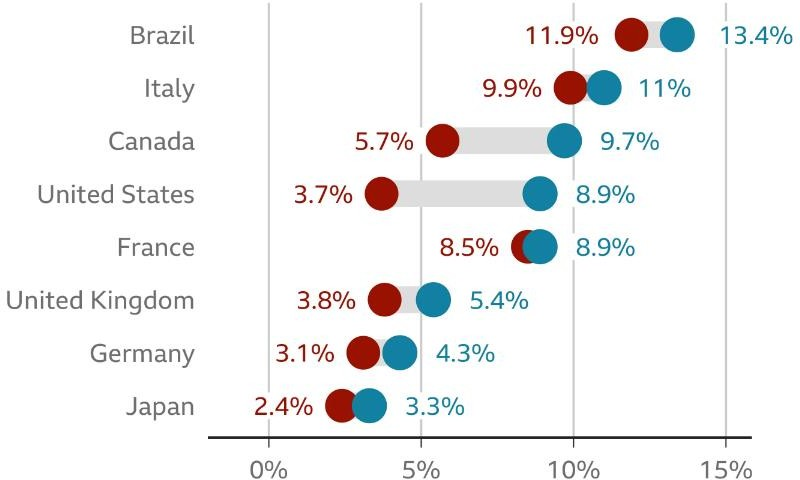 Brazil 11.9% 13.4%
Italy 9.9% 11%
Canada 5.7% 9.7%
United States 3.7% 8.9%
France 8.5% 8.9%
United Kingdom 3.8% 5.4%
Germany 3.1% 4.3%
Japan 2.4% 3.3%
0% 5% 10% 15%